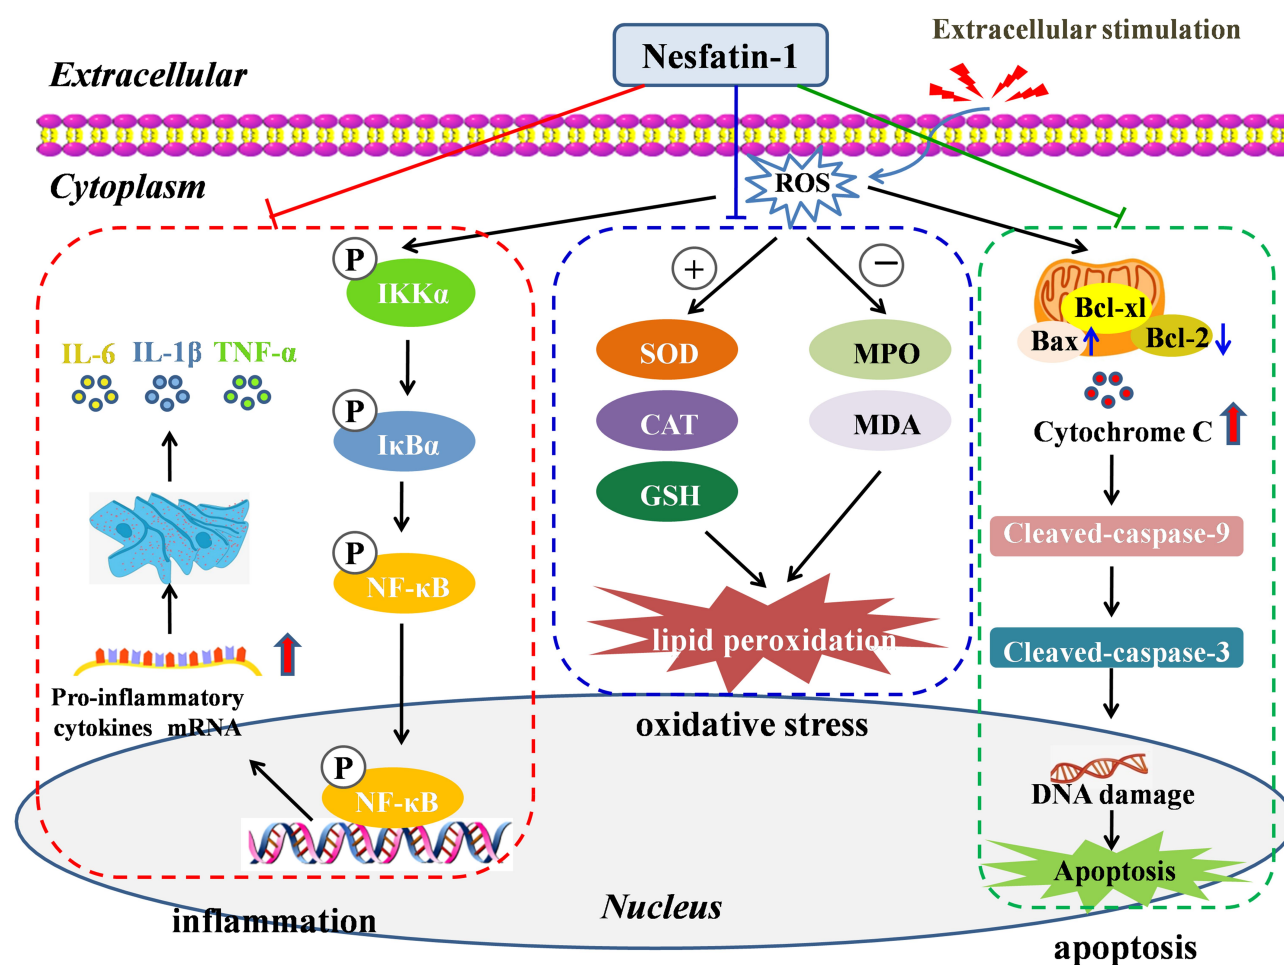 Extracellular stimulation
Nesfatin-1
Extracellular
Cytoplasm
ROS
P
IKKα
+
−
IL-6 IL-1β TNF-α
P
IκBα
P
NF-κB
Pro-inflammatory
cytokines mRNA
P
NF-κB
inflammation
SOD
CAT
GSH
MPO
MDA
lipid peroxidation
oxidative stress
Bcl-xl
Bax
Bcl-2
Cytochrome C
Cleaved-caspase-9
Cleaved-caspase-3
DNA damage
Apoptosis
Nucleus
apoptosis